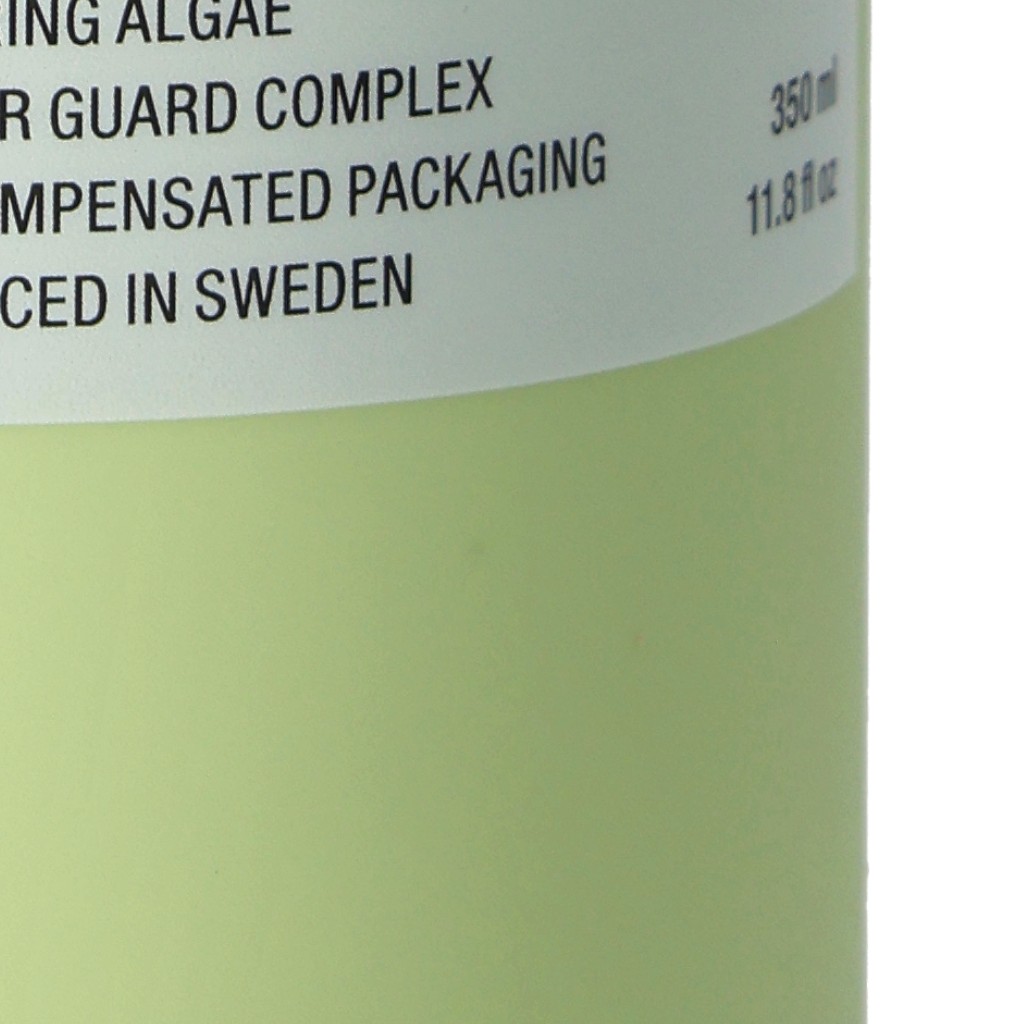 ING ALGAE
R GUARD COMPLEX
MPENSATED PACKAGING
CED IN SWEDEN
350 ml
11.8 fl oz